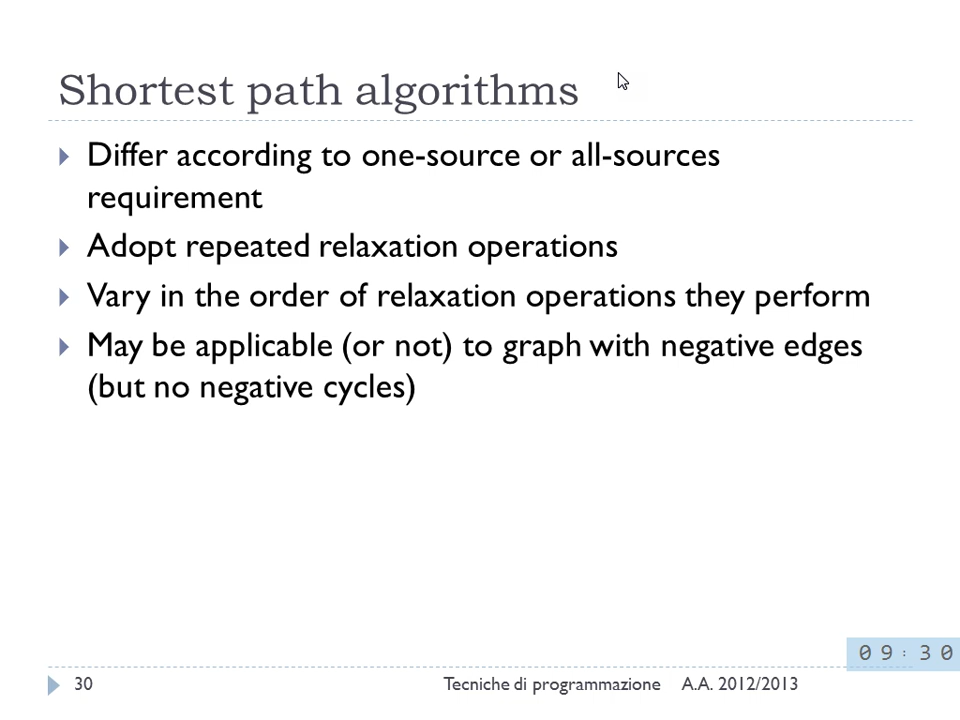 Shortest path algorithms
Differ according to one-source or all-sources
requirement
Adopt repeated relaxation operations
Vary in the order of relaxation operations they perform
May be applicable (or not) to graph with negative edges
(but no negative cycles)
09:30
30 Tecniche di programmazione A.A. 2012/2013